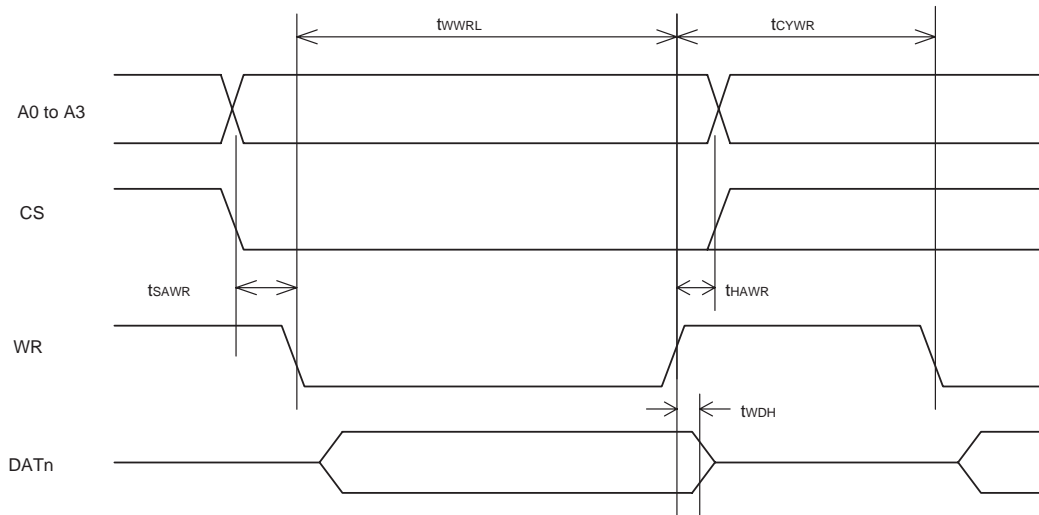 tWWRL
tCYWR
A0 to A3
CS
tSAWR
tHAWR
WR
tWDH
DATn